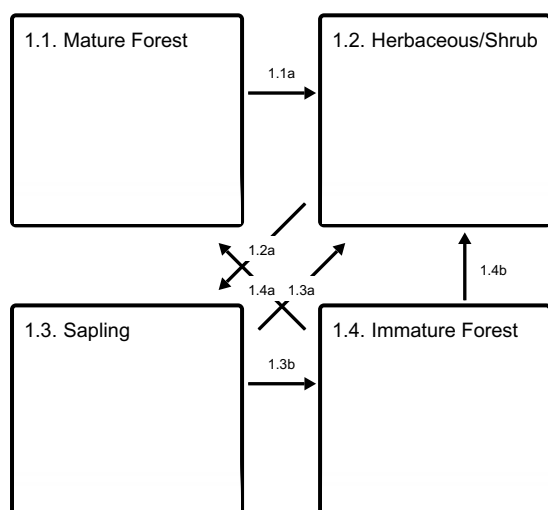 1.1. Mature Forest
1.2. Herbaceous/Shrub
1.1a
1.2a
1.4a
1.3a
1.4b
1.3. Sapling
1.4. Immature Forest
1.3b